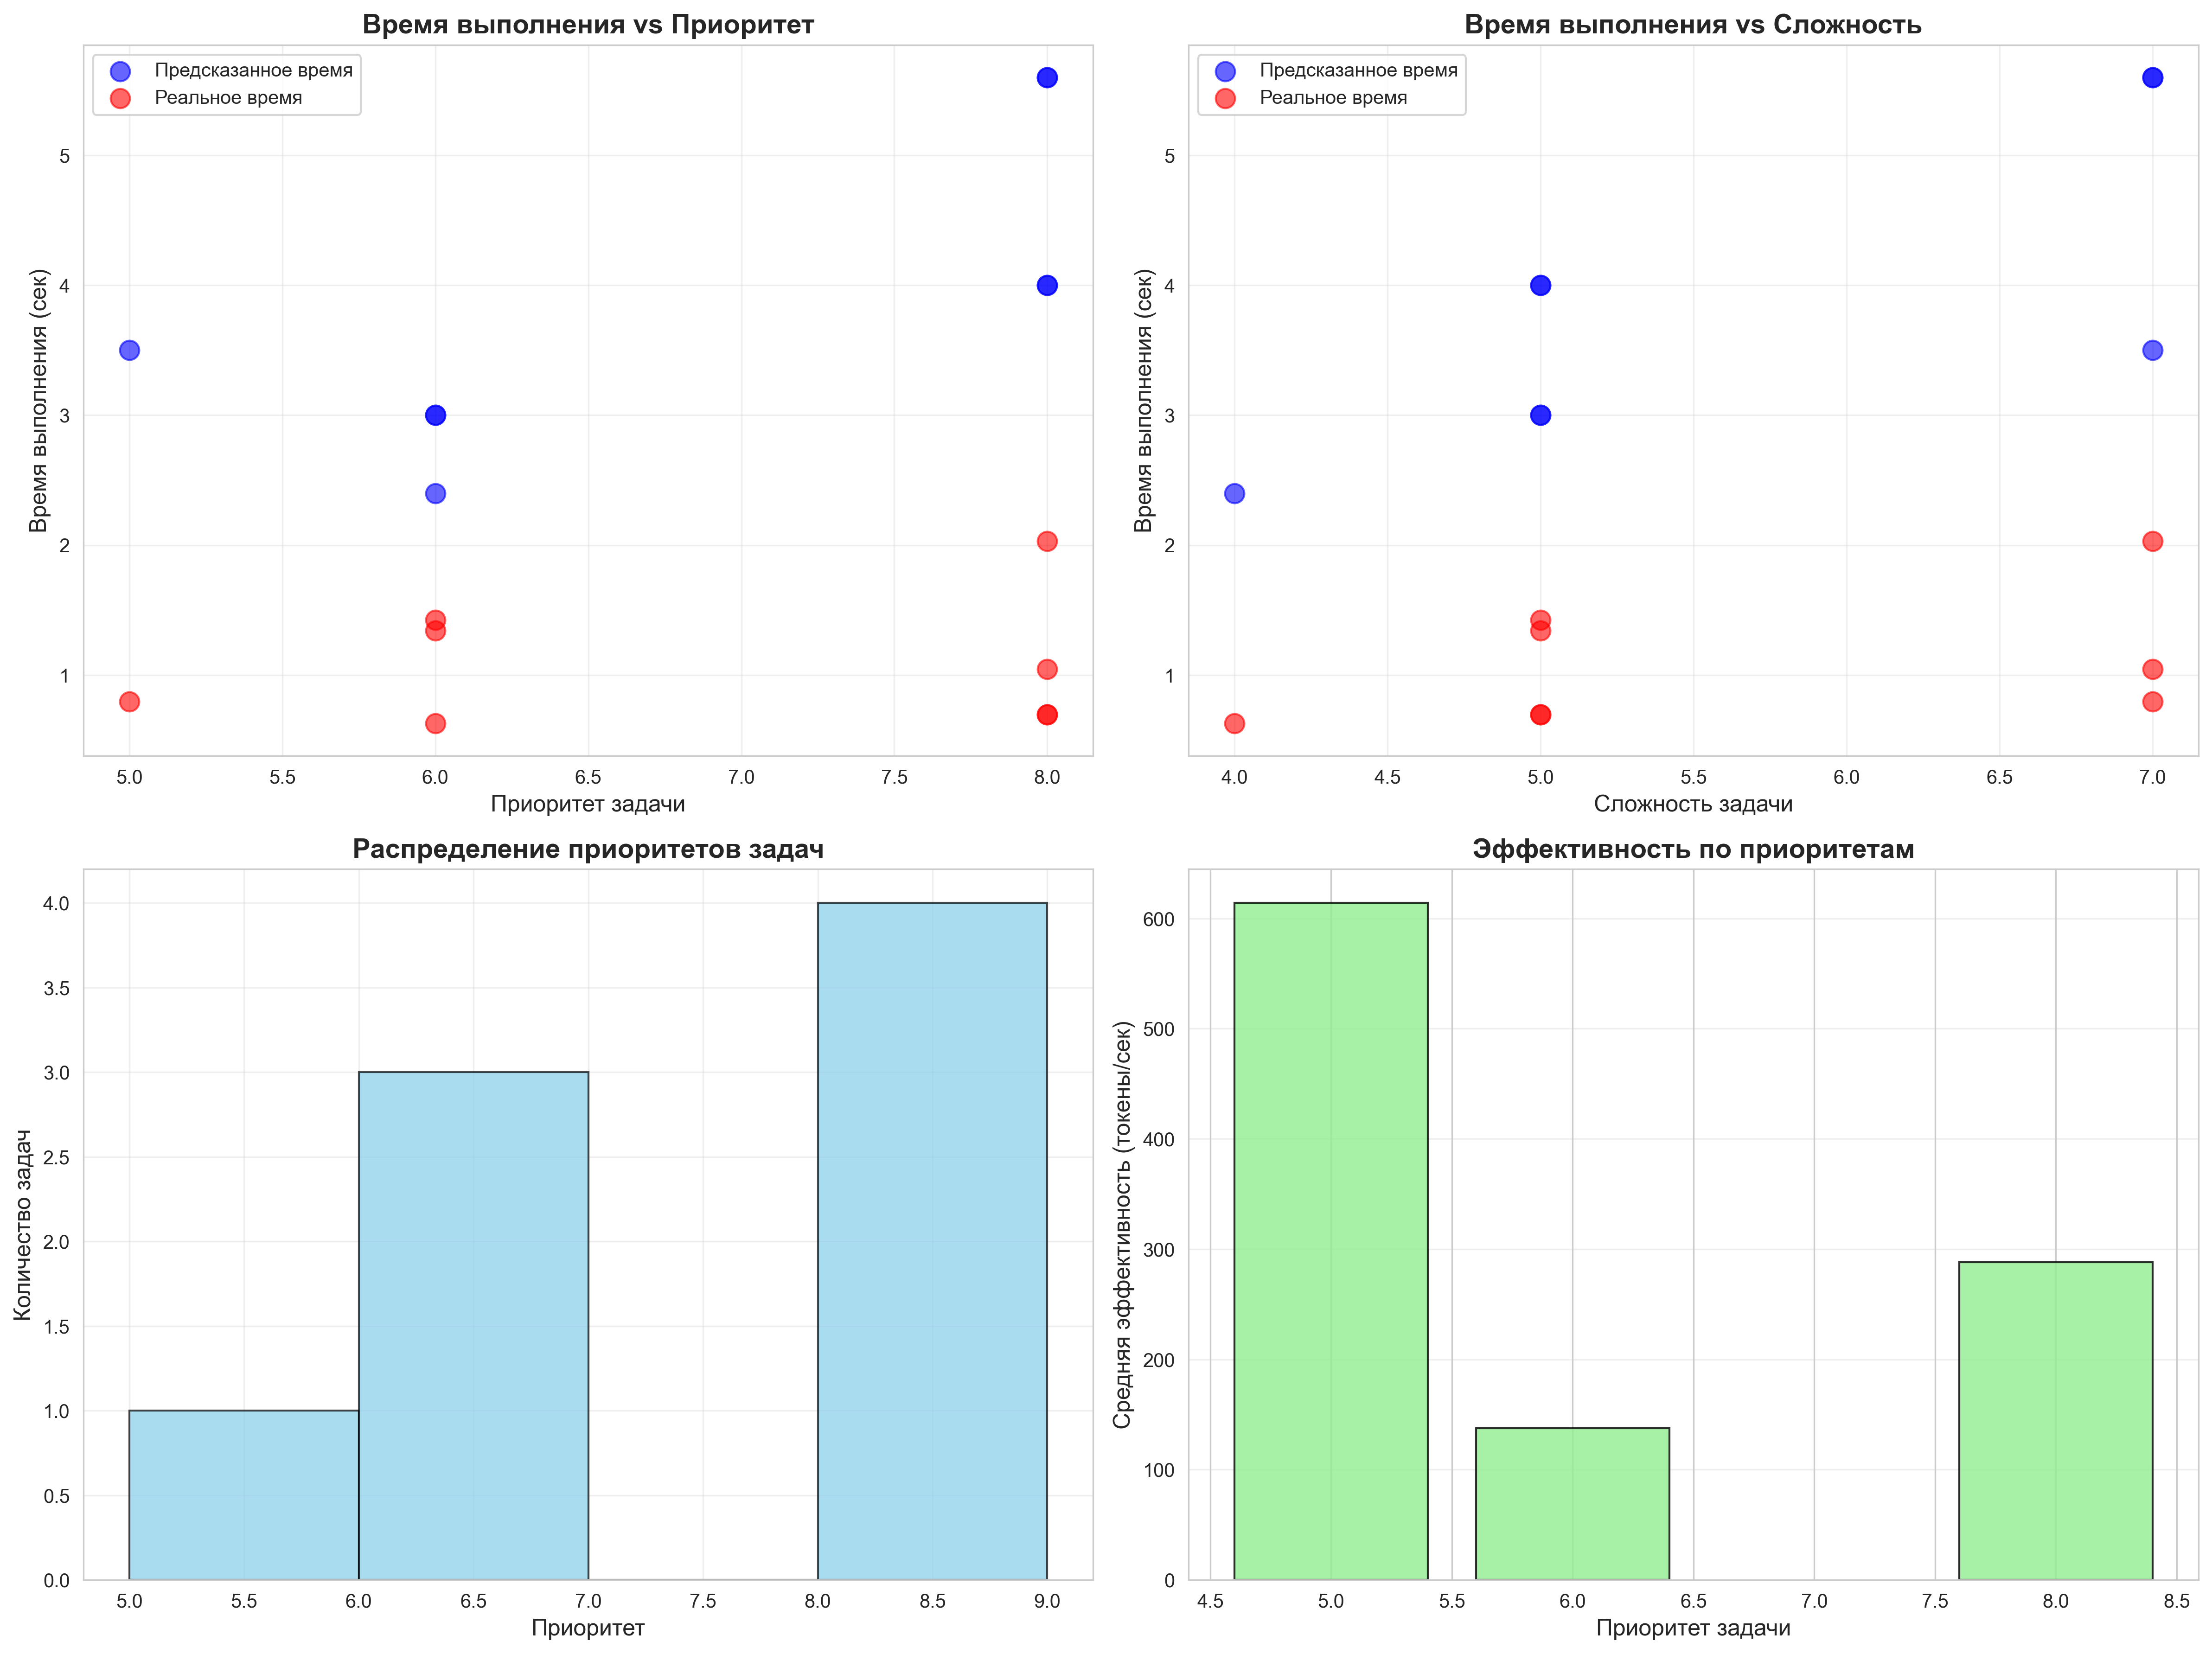 Время выполнения vs Приоритет
Предсказанное время
Реальное время
5
4
3
2
1
Время выполнения (сек)
5.0 5.5 6.0 6.5 7.0 7.5 8.0
Приоритет задачи
Время выполнения vs Сложность
Предсказанное время
Реальное время
5
4
3
2
1
Время выполнения (сек)
4.0 4.5 5.0 5.5 6.0 6.5 7.0
Сложность задачи
Распределение приоритетов задач
4.0
3.5
3.0
2.5
2.0
1.5
1.0
0.5
0.0
Количество задач
5.0 5.5 6.0 6.5 7.0 7.5 8.0 8.5 9.0
Приоритет
Эффективность по приоритетам
600
500
400
300
200
100
0
Средняя эффективность (токены/сек)
4.5 5.0 5.5 6.0 6.5 7.0 7.5 8.0 8.5
Приоритет задачи